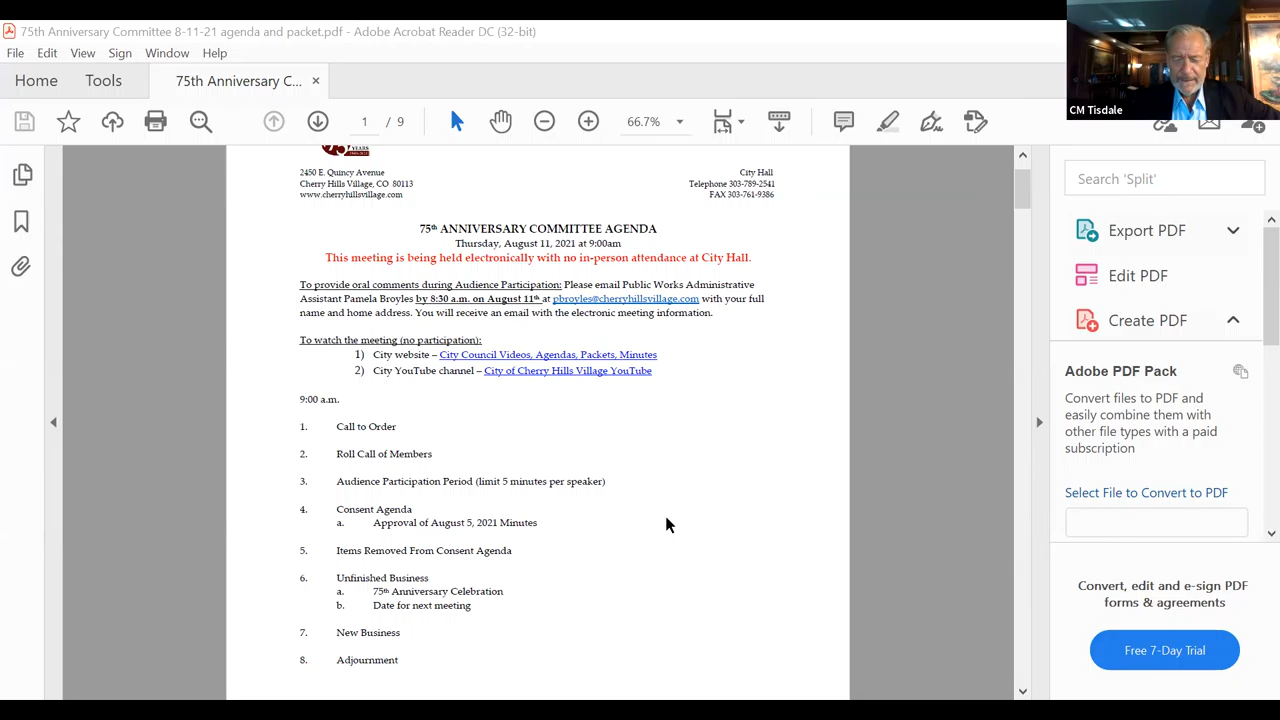 75th Anniversary Committee 8-11-21 agenda and packet.pdf - Adobe Acrobat Reader DC (32-bit)
File Edit View Sign Window Help
Home Tools 75th Anniversary C... ×
1 / 9 66.7%
CM Tisdale
YEARS
2450 E. Quincy Avenue City Hall
Cherry Hills Village, CO 80113 Telephone 303-789-2541
www.cherryhillsvillage.com FAX 303-761-9386
75th ANNIVERSARY COMMITTEE AGENDA
Thursday, August 11, 2021 at 9:00am
This meeting is being held electronically with no in-person attendance at City Hall.
To provide oral comments during Audience Participation: Please email Public Works Administrative
Assistant Pamela Broyles by 8:30 a.m. on August 11th at pbroyles@cherryhillsvillage.com with your full
name and home address. You will receive an email with the electronic meeting information.
To watch the meeting (no participation):
1) City website – City Council Videos, Agendas, Packets, Minutes
2) City YouTube channel – City of Cherry Hills Village YouTube
9:00 a.m.
1. Call to Order
2. Roll Call of Members
3. Audience Participation Period (limit 5 minutes per speaker)
4. Consent Agenda
a. Approval of August 5, 2021 Minutes
5. Items Removed From Consent Agenda
6. Unfinished Business
a. 75th Anniversary Celebration
b. Date for next meeting
7. New Business
8. Adjournment
Search 'Split'
Export PDF
Edit PDF
Create PDF
Adobe PDF Pack
Convert files to PDF and
easily combine them with
other file types with a paid
subscription
Select File to Convert to PDF
Convert, edit and e-sign PDF
forms & agreements
Free 7-Day Trial